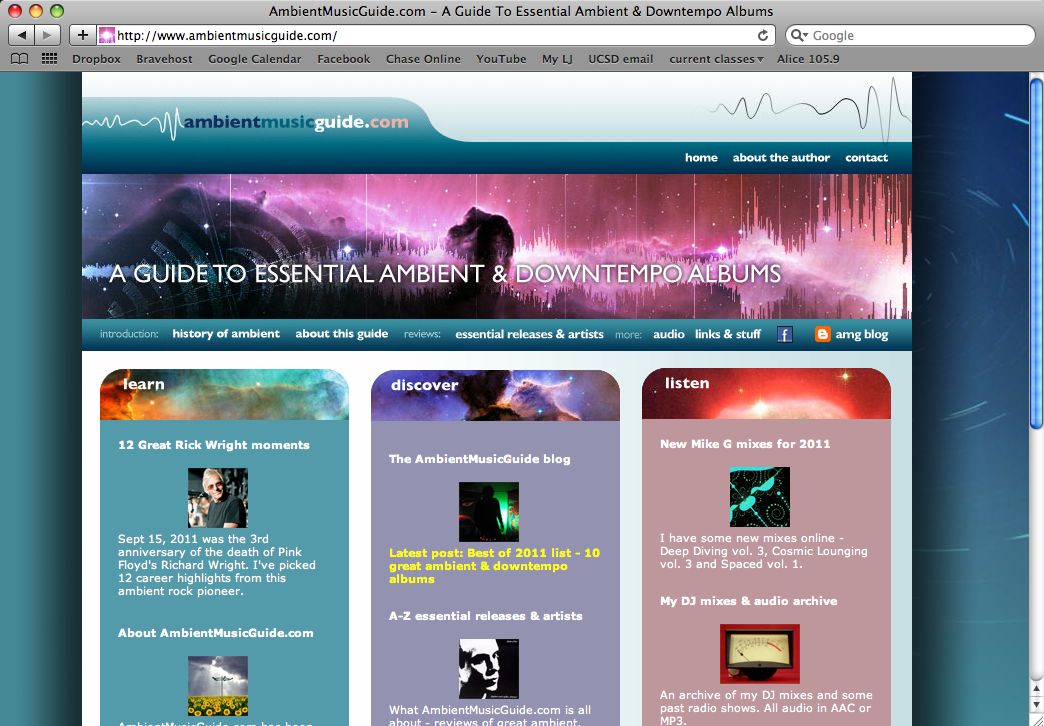 AmbientMusicGuide.com – A Guide To Essential Ambient & Downtempo Albums
http://www.ambientmusicguide.com/
Google
Dropbox Bravehost Google Calendar Facebook Chase Online YouTube My LJ UCSD email current classes Alice 105.9
ambientmusicguide.com
home about the author contact
A GUIDE TO ESSENTIAL AMBIENT & DOWNTEMPO ALBUMS
introduction: history of ambient about this guide reviews: essential releases & artists more: audio links & stuff f B amg blog
learn
12 Great Rick Wright moments
Sept 15, 2011 was the 3rd
anniversary of the death of Pink
Floyd's Richard Wright. I've picked
12 career highlights from this
ambient rock pioneer.
About AmbientMusicGuide.com
AmbientMusicGuide.com has been
discover
The AmbientMusicGuide blog
Latest post: Best of 2011 list - 10
great ambient & downtempo
albums
A-Z essential releases & artists
What AmbientMusicGuide.com is all
about - reviews of great ambient,
listen
New Mike G mixes for 2011
I have some new mixes online -
Deep Diving vol. 3, Cosmic Lounging
vol. 3 and Spaced vol. 1.
My DJ mixes & audio archive
An archive of my DJ mixes and some
past radio shows. All audio in AAC or
MP3.